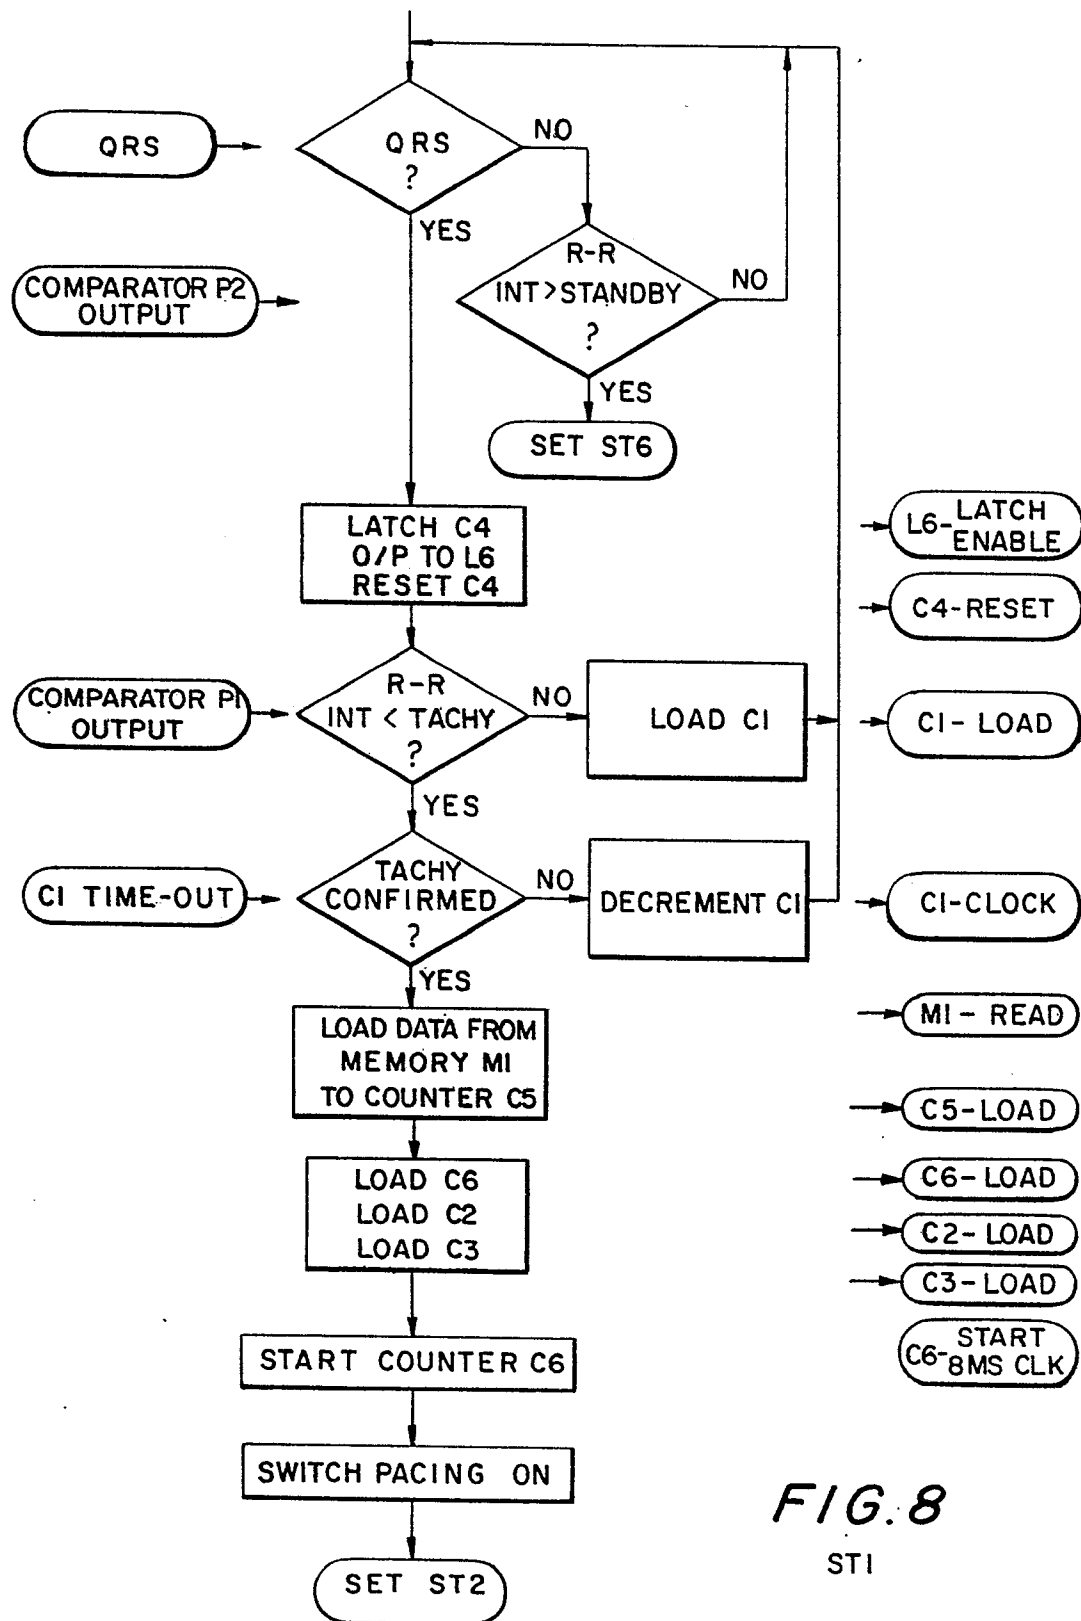 QRS
QRS
?
NO
YES
R-R
INT > STANDBY
?
NO
YES
COMPARATOR P2
OUTPUT
SET ST6
LATCH C4
O/P TO L6
RESET C4
L6-LATCH
ENABLE
C4-RESET
COMPARATOR P1
OUTPUT
R-R
INT < TACHY
?
NO
LOAD C1
C1-LOAD
YES
C1 TIME-OUT
TACHY
CONFIRMED
?
NO
DECREMENT C1
C1-CLOCK
YES
LOAD DATA FROM
MEMORY M1
TO COUNTER C5
M1-READ
C5-LOAD
LOAD C6
LOAD C2
LOAD C3
C6-LOAD
C2-LOAD
C3-LOAD
START COUNTER C6
C6-START
8MS CLK
SWITCH PACING ON
SET ST2
FIG. 8
ST1